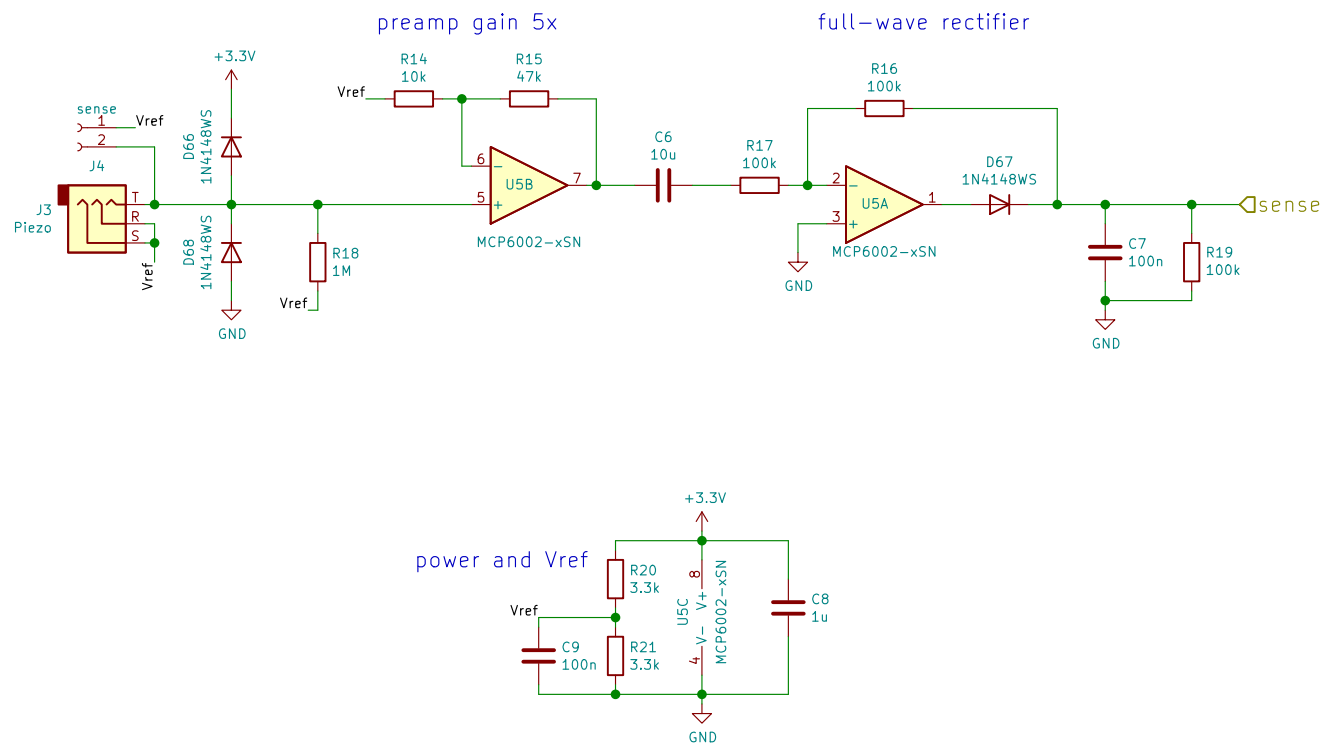 preamp gain 5x
full-wave rectifier
+3.3V
R14
10k
R15
47k
R16
100k
Vref
sense
1
Vref
2
J4
D66
1N4148WS
C6
10u
R17
100k
D67
1N4148WS
6
-
U5B
7
5
+
MCP6002-xSN
2
-
U5A
1
3
+
MCP6002-xSN
GND
sense
J3
Piezo
T
R
S
Vref
D68
1N4148WS
R18
1M
Vref
GND
C7
100n
R19
100k
GND
+3.3V
power and Vref
R20
3.3k
8
V+
U5C
MCP6002-xSN
V-
4
C8
1u
Vref
C9
100n
R21
3.3k
GND